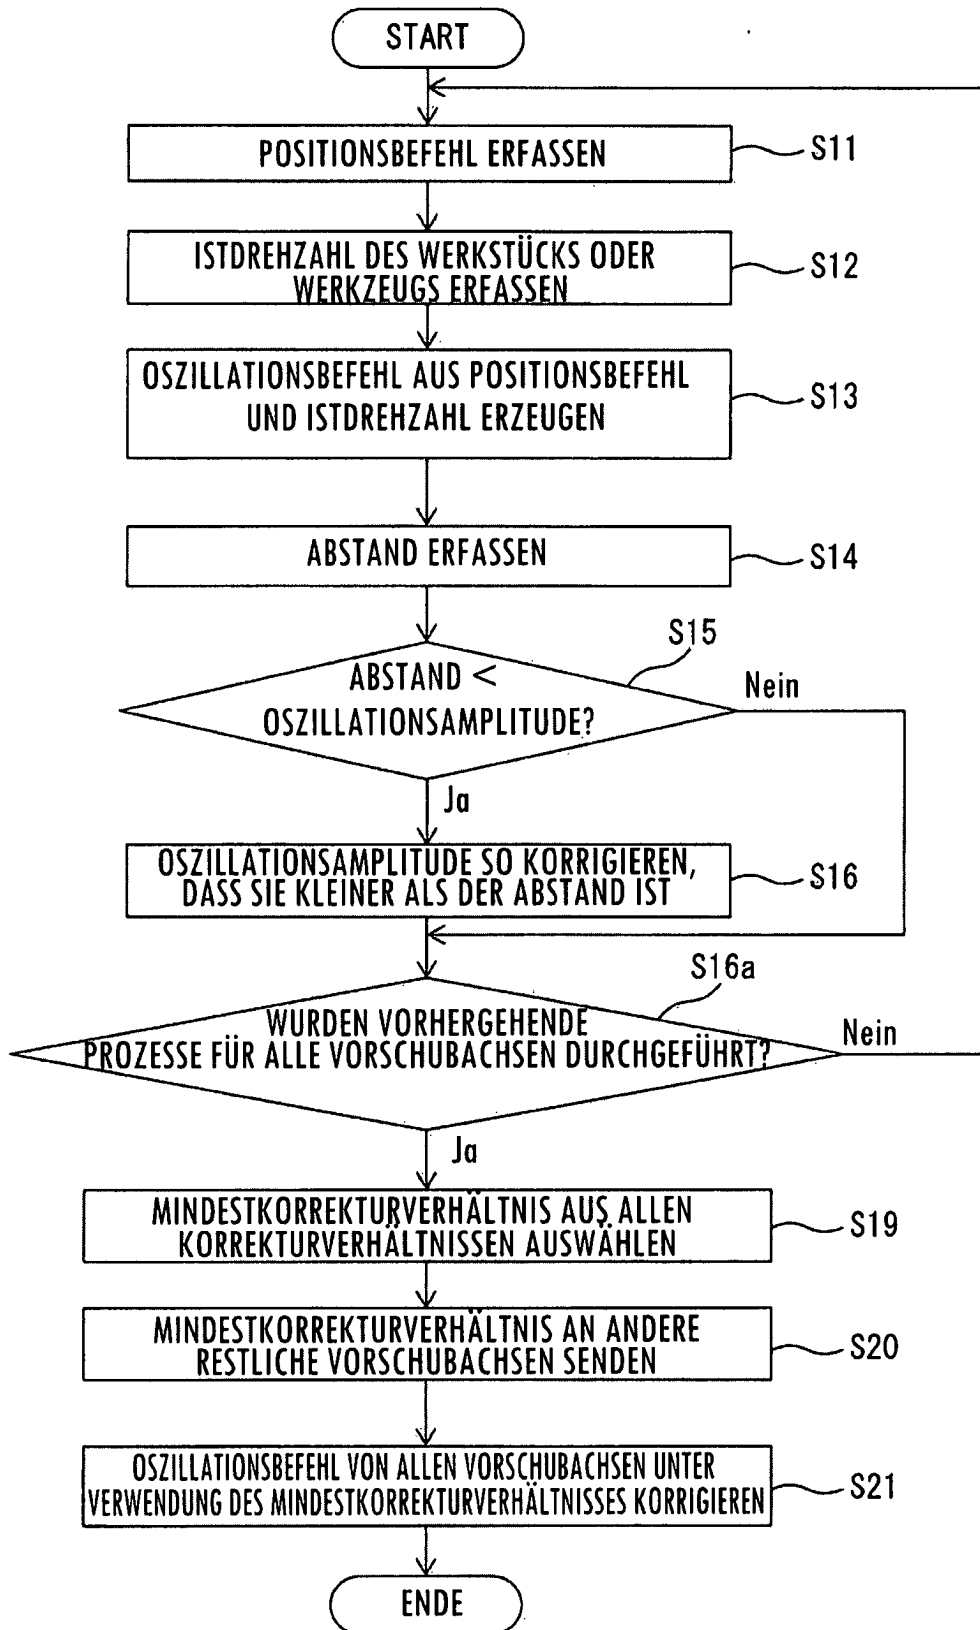 START
POSITIONSBEFEHL ERFASSEN
S11
ISTDREHZAHL DES WERKSTÜCKS ODER
WERKZEUGS ERFASSEN
S12
OSZILLATIONSBEFEHL AUS POSITIONSBEFEHL
UND ISTDREHZAHL ERZEUGEN
S13
ABSTAND ERFASSEN
S14
S15
ABSTAND <
OSZILLATIONSAMPLITUDE?
Nein
Ja
OSZILLATIONSAMPLITUDE SO KORRIGIEREN,
DASS SIE KLEINER ALS DER ABSTAND IST
S16
S16a
WURDEN VORHERGEHENDE
PROZESSE FÜR ALLE VORSCHUBACHSEN DURCHGEFÜHRT?
Nein
Ja
MINDESTKORREKTURVERHÄLTNIS AUS ALLEN
KORREKTURVERHÄLTNISSEN AUSWÄHLEN
S19
MINDESTKORREKTURVERHÄLTNIS AN ANDERE
RESTLICHE VORSCHUBACHSEN SENDEN
S20
OSZILLATIONSBEFEHL VON ALLEN VORSCHUBACHSEN UNTER
VERWENDUNG DES MINDESTKORREKTURVERHÄLTNISSES KORRIGIEREN
S21
ENDE